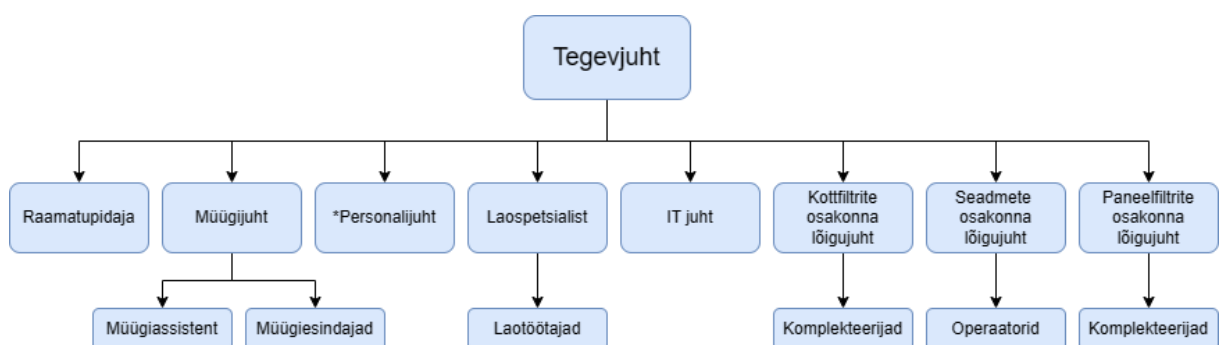 Tegevjuht
Raamatupidaja
Müügijuht
*Personalijuht
Laospetsialist
IT juht
Kottfiltrite
osakonna
lõigujuht
Seadmete
osakonna
lõigujuht
Paneelfiltrite
osakonna
lõigujuht
Müügiassistent
Müügiesindajad
Laotöötajad
Komplekteerijad
Operaatorid
Komplekteerijad